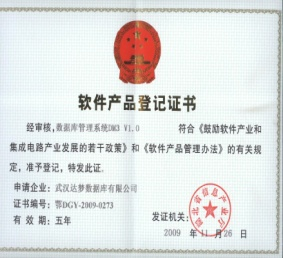 软件产品登记证书
经审核,数据库管理系统DM3 V1.0 符合《鼓励软件产业和
集成电路产业发展的若干政策》和《软件产品管理办法》的有关规
定,准予登记,特发此证。
申请企业:武汉达梦数据库有限公司
证书编号:鄂DGY-2009-0273
有效期:五年
发证机关:
2009 年 11 月 26 日